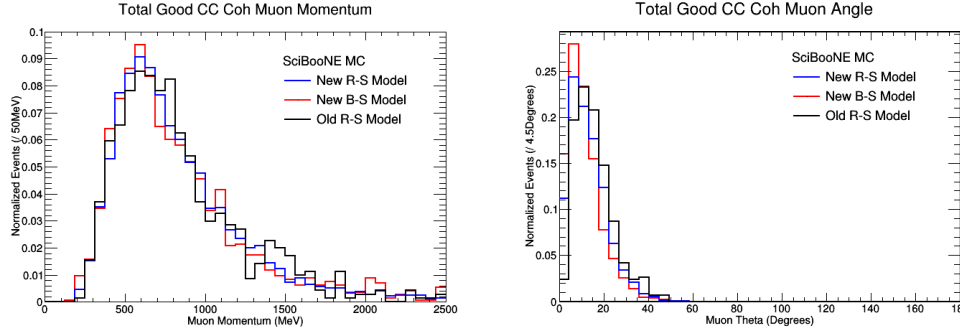 Total Good CC Coh Muon Momentum
Normalized Events (/ 50MeV)
0.1
0.09
0.08
0.07
0.06
0.05
0.04
0.03
0.02
0.01
0
SciBooNE MC
New R-S Model
New B-S Model
Old R-S Model
0 500 1000 1500 2000 2500
Muon Momentum (MeV)
Total Good CC Coh Muon Angle
Normalized Events (/ 4.5Degrees)
0.25
0.2
0.15
0.1
0.05
0
SciBooNE MC
New R-S Model
New B-S Model
Old R-S Model
0 20 40 60 80 100 120 140 160 18
Muon Theta (Degrees)